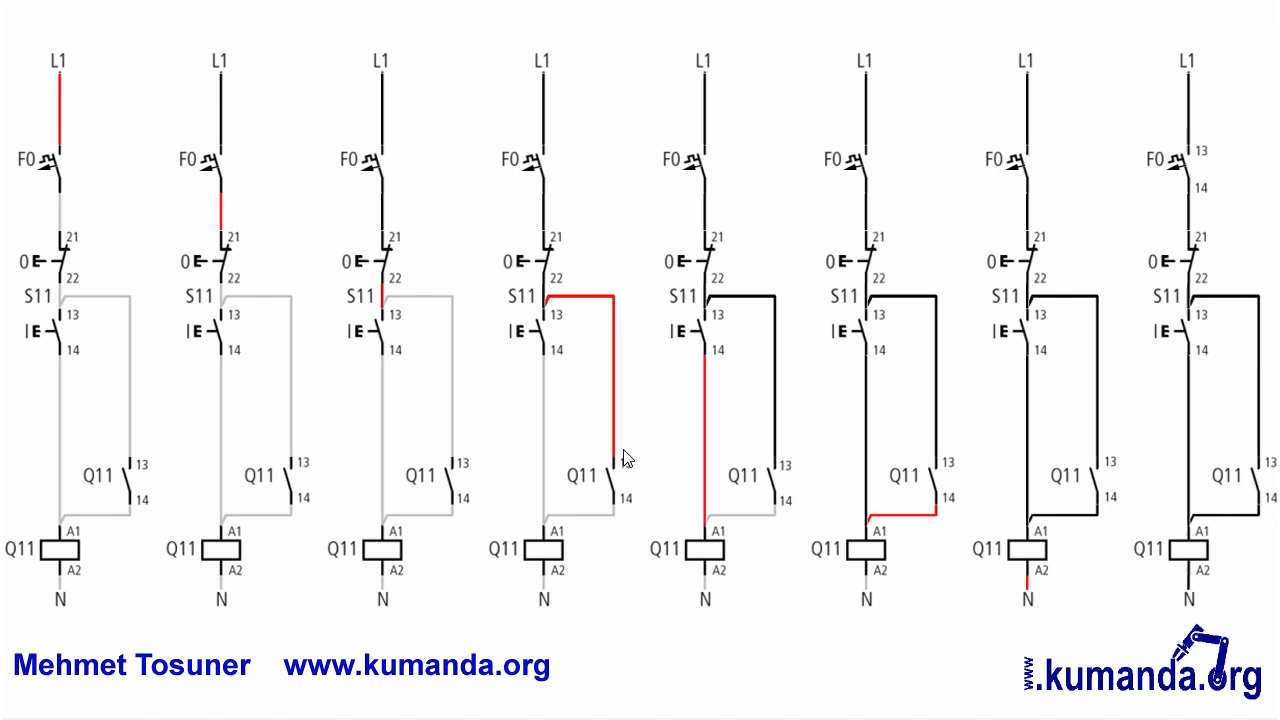 L1 L1 L1 L1 L1 L1 L1 L1
13
F0 F0 F0 F0 F0 F0 F0 F0
14
21 21 21 21 21 21 21 21
0 0 0 0 0 0 0 0
22 22 22 22 22 22 22 22
S11 S11 S11 S11 S11 S11 S11 S11
13 13 13 13 13 13 13 13
I I I I I I I I
14 14 14 14 14 14 14 14
13 13 13 13 13 13 13
Q11 Q11 Q11 Q11 Q11 Q11 Q11 Q11
14 14 14 14 14 14 14 14
A1 A1 A1 A1 A1 A1 A1 A1
Q11 Q11 Q11 Q11 Q11 Q11 Q11 Q11
A2 A2 A2 A2 A2 A2 A2 A2
N N N N N N N N
Mehmet Tosuner www.kumanda.org
www.kumanda.org